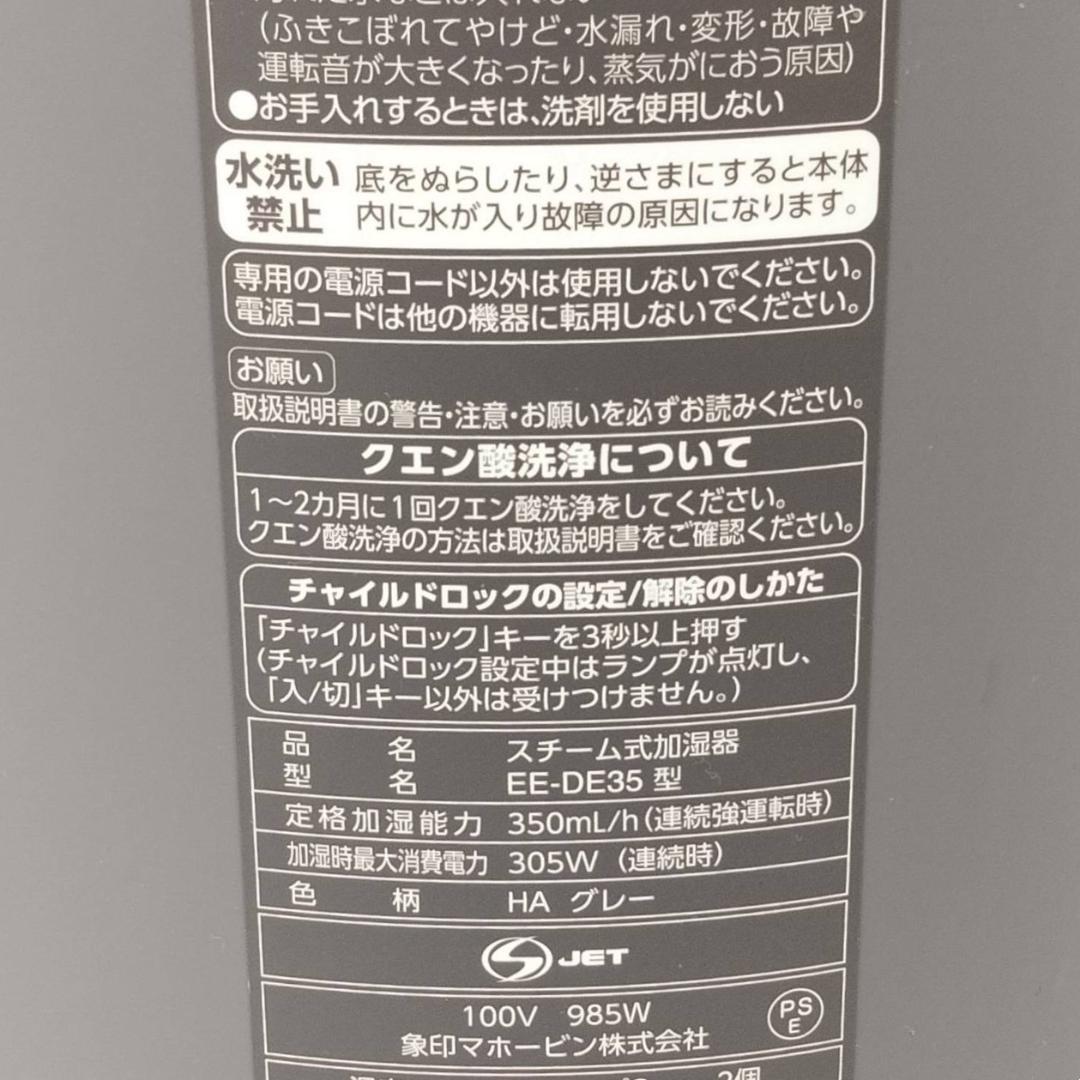 (ふきこぼれてやけど・水漏れ・変形・故障や
運転音が大きくなったり、蒸気がにおう原因)
●お手入れするときは、洗剤を使用しない
水洗い
禁止
底をぬらしたり、逆さまにすると本体
内に水が入り故障の原因になります。
専用の電源コード以外は使用しないでください。
電源コードは他の機器に転用しないでください。
お願い
取扱説明書の警告・注意・お願いを必ずお読みください。
クエン酸洗浄について
1~2カ月に1回クエン酸洗浄をしてください。
クエン酸洗浄の方法は取扱説明書をご確認ください。
チャイルドロックの設定/解除のしかた
「チャイルドロック」キーを3秒以上押す
(チャイルドロック設定中はランプが点灯し、
「入/切」キー以外は受けつけません。)
品名 スチーム式加湿器
型名 EE-DE35 型
定格加湿能力 350mL/h(連続強運転時)
加湿時最大消費電力 305W (連続時)
色柄 HA グレー
S JET
100V 985W
PS
E
象印マホービン株式会社
2個